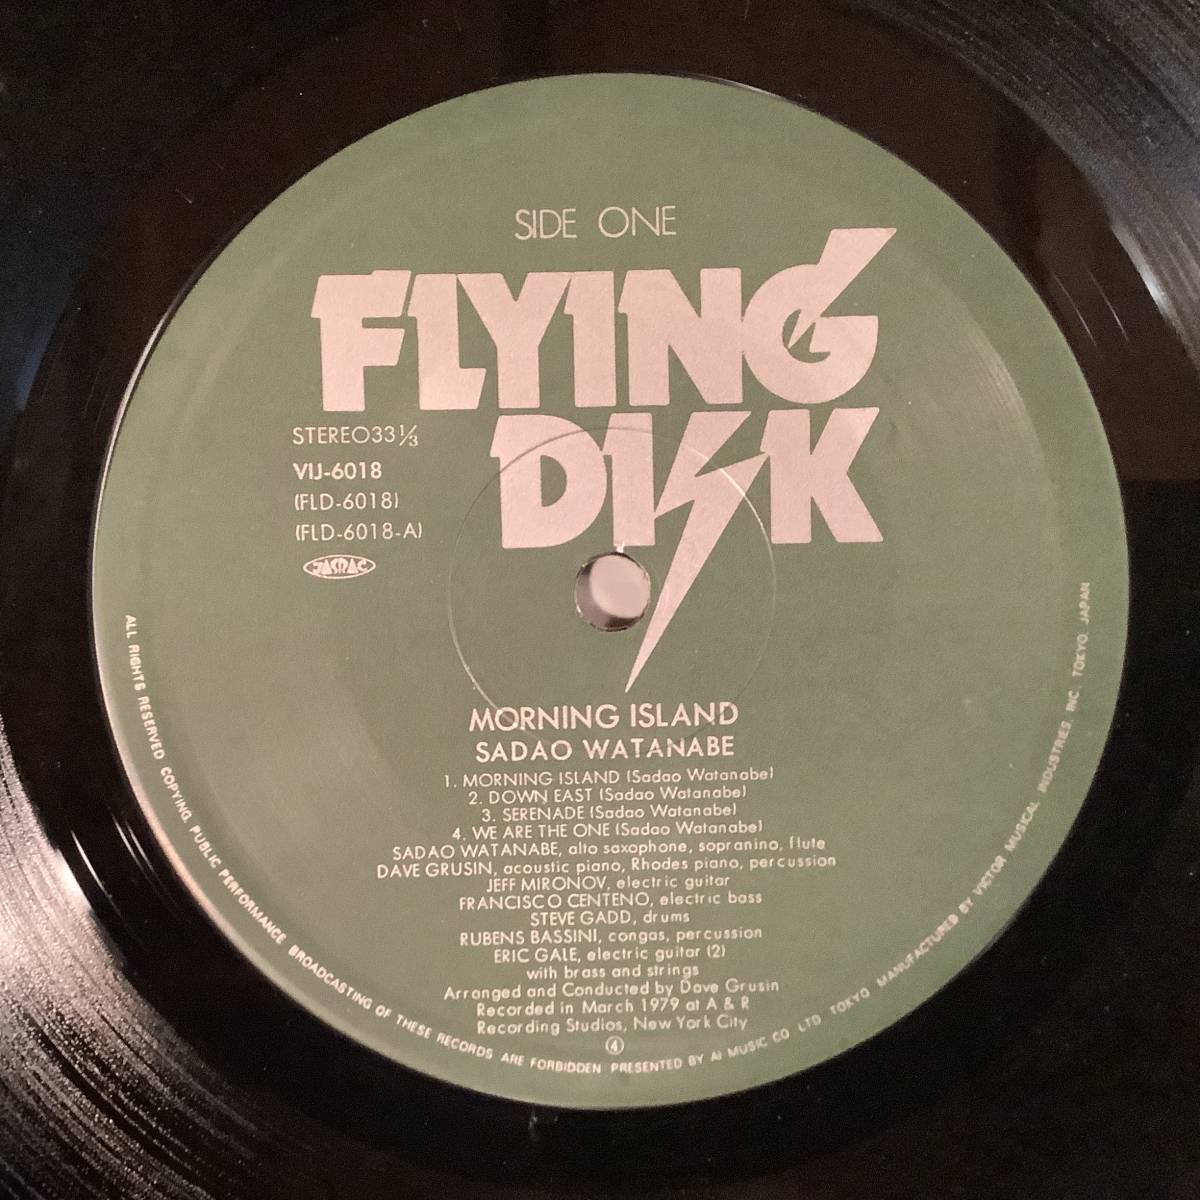 SIDE ONE
FLYING
DISK
STEREO33 1/3
VIJ-6018
(FLD-6018)
(FLD-6018-A)
JASRAC
MORNING ISLAND
SADAO WATANABE
1. MORNING ISLAND (Sadao Watanabe)
2. DOWN EAST (Sadao Watanabe)
3. SERENADE (Sadao Watanabe)
4. WE ARE THE ONE (Sadao Watanabe)
SADAO WATANABE, alto saxophone, sopranino, flute
DAVE GRUSIN, acoustic piano, Rhodes piano, percussion
JEFF MIRONOV, electric guitar
FRANCISCO CENTENO, electric bass
STEVE GADD, drums
RUBENS BASSINI, congas, percussion
ERIC GALE, electric guitar (2)
with brass and strings
Arranged and Conducted by Dave Grusin
Recorded in March 1979 at A & R
Recording Studios, New York City
④
ALL RIGHTS RESERVED COPYING, PUBLIC PERFORMANCE BROADCASTING OF THESE RECORDS ARE FORBIDDEN PRESENTED BY AI MUSIC CO LTD TOKYO MANUFACTURED BY VICTOR MUSICAL INDUSTRIES, INC. TOKYO, JAPAN